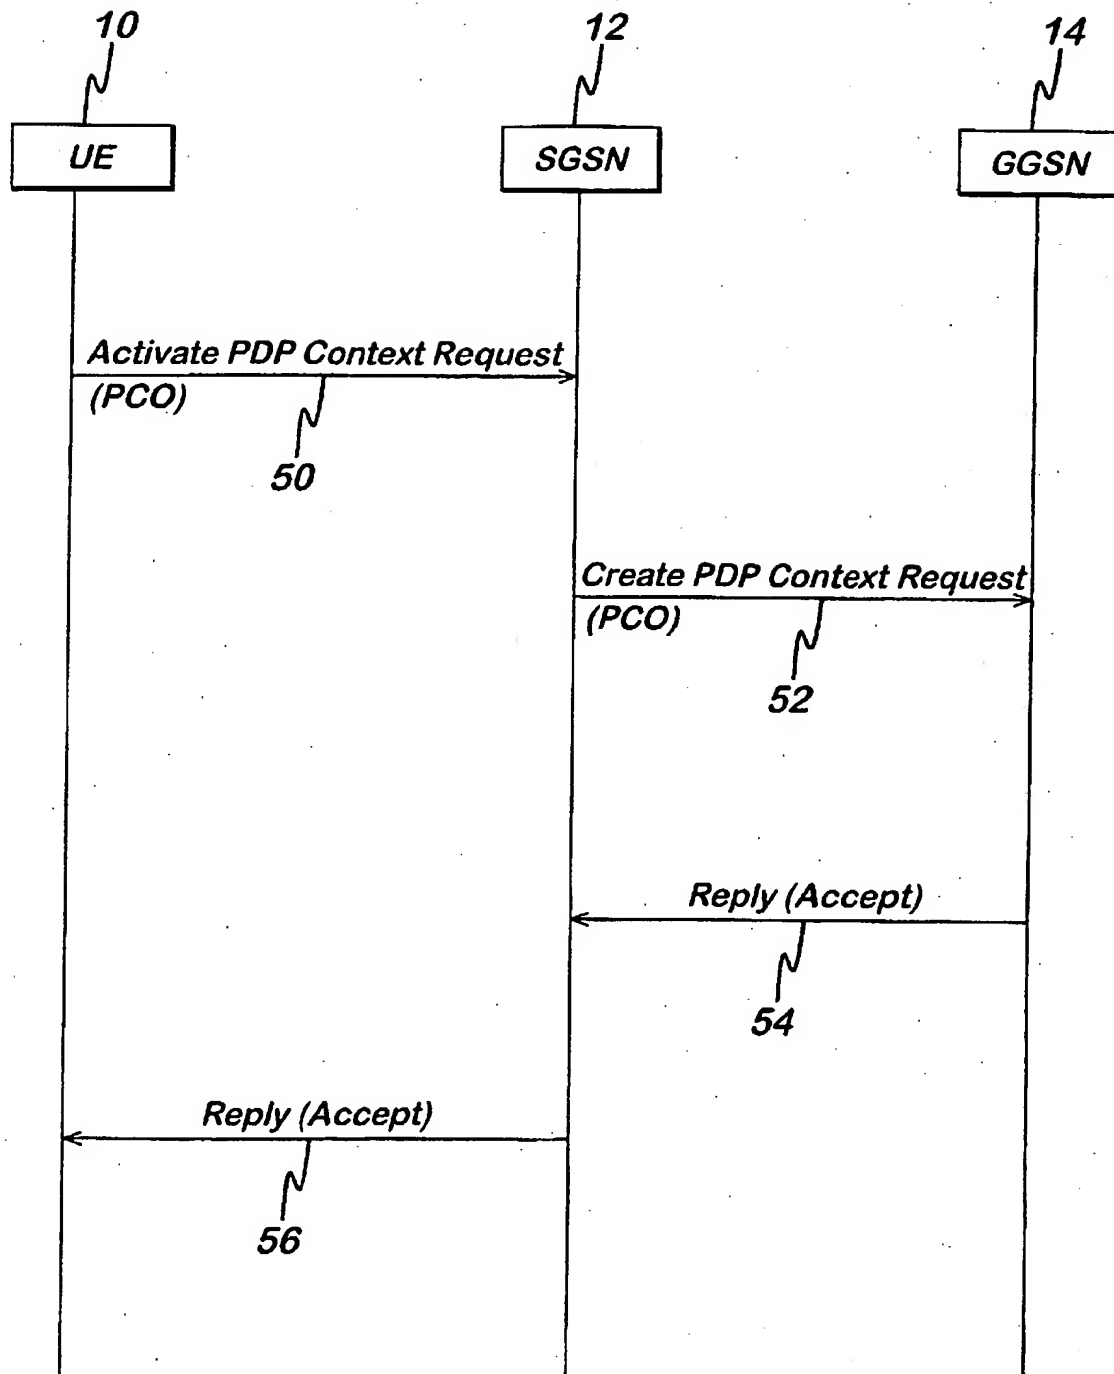 10
12
14
UE
SGSN
GGSN
Activate PDP Context Request
(PCO)
50
Create PDP Context Request
(PCO)
52
Reply (Accept)
54
Reply (Accept)
56